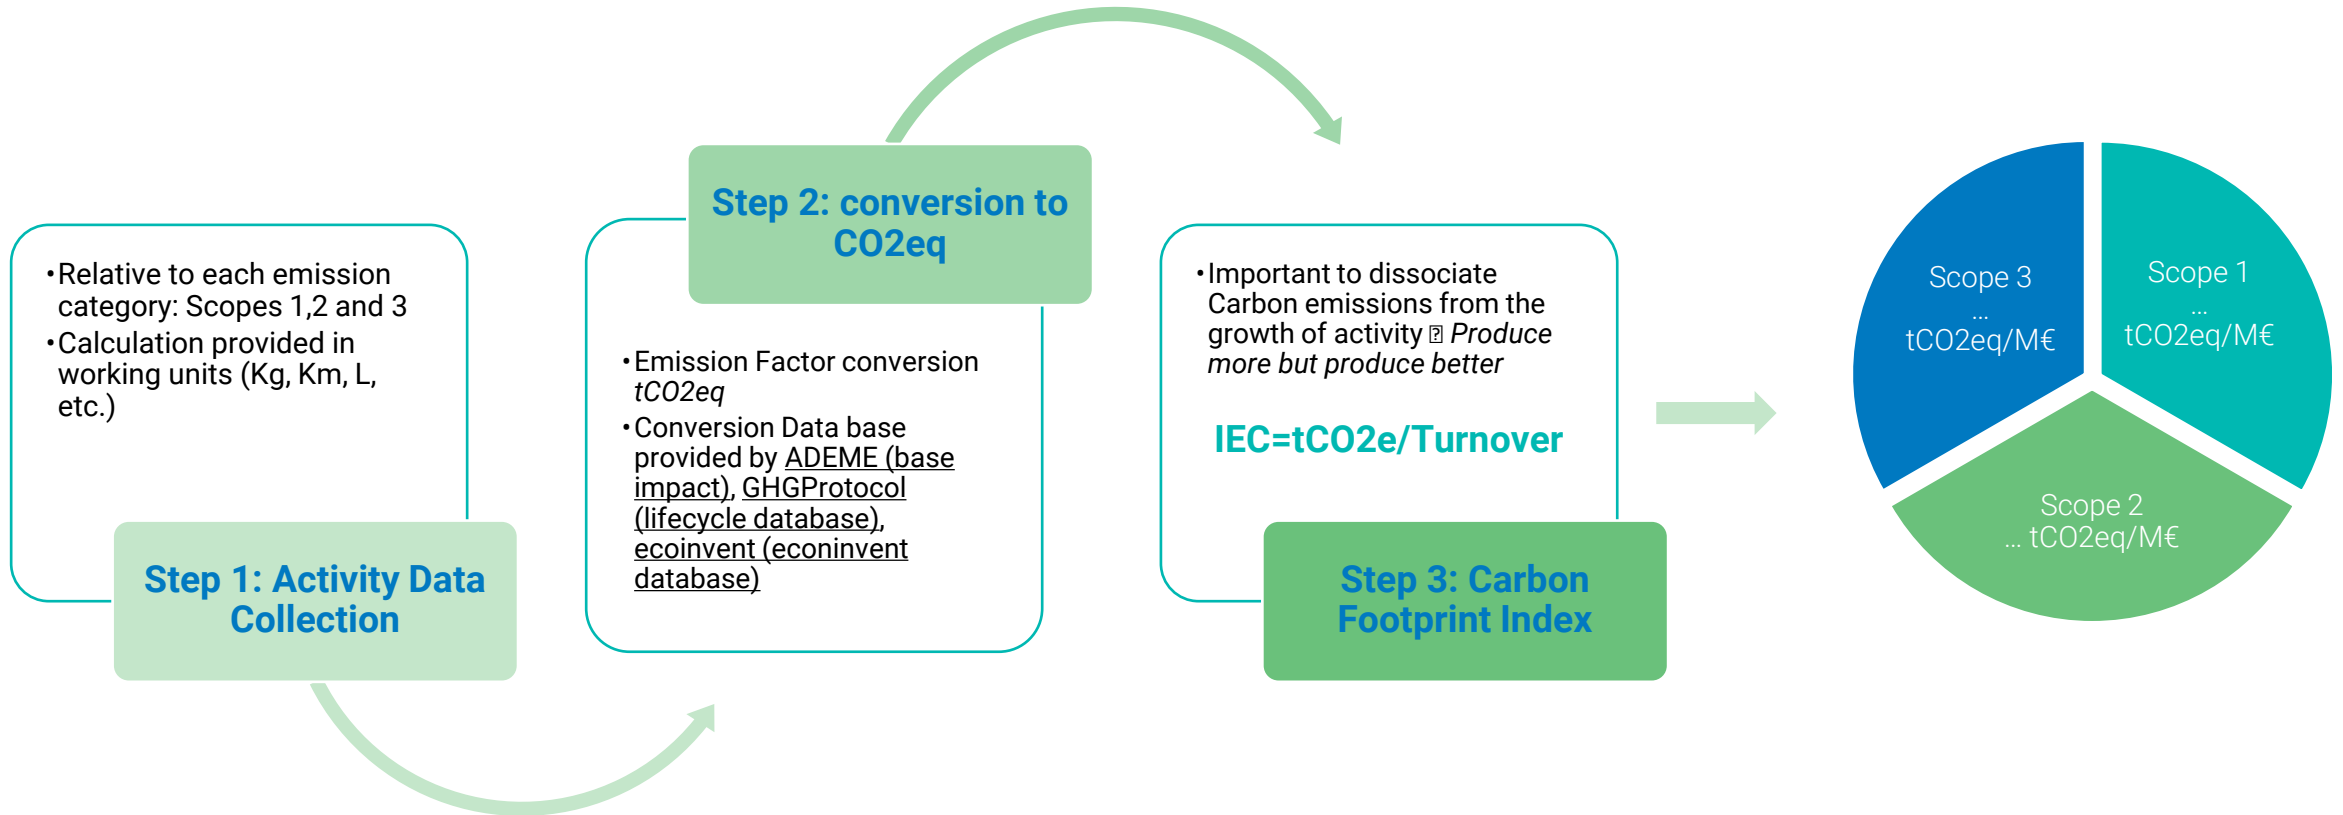 •Relative to each emission
category: Scopes 1,2 and 3
•Calculation provided in
working units (Kg, Km, L,
etc.)
Step 1: Activity Data
Collection
Step 2: conversion to
CO2eq
•Emission Factor conversion
tCO2eq
•Conversion Data base
provided by ADEME (base
impact), GHGProtocol
(lifecycle database),
ecoinvent (econinvent
database)
•Important to dissociate
Carbon emissions from the
growth of activity 🯄 Produce
more but produce better
IEC=tCO2e/Turnover
Step 3: Carbon
Footprint Index
Scope 3
...
tCO2eq/M€
Scope 1
...
tCO2eq/M€
Scope 2
... tCO2eq/M€